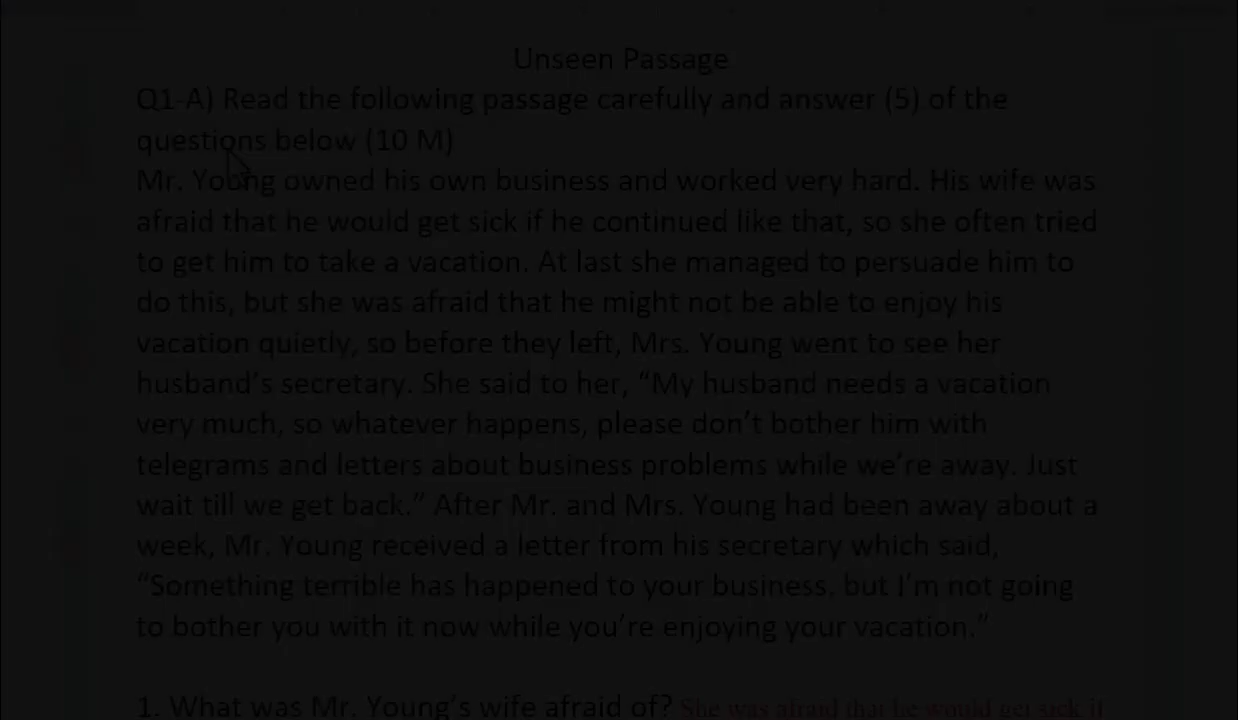 Unseen Passage
Q1-A) Read the following passage carefully and answer (5) of the
questions below (10 M)
Mr. Young owned his own business and worked very hard. His wife was
afraid that he would get sick if he continued like that, so she often tried
to get him to take a vacation. At last she managed to persuade him to
do this, but she was afraid that he might not be able to enjoy his
vacation quietly, so before they left, Mrs. Young went to see her
husband's secretary. She said to her, “My husband needs a vacation
very much, so whatever happens, please don't bother him with
telegrams and letters about business problems while we're away. Just
wait till we get back.” After Mr. and Mrs. Young had been away about a
week, Mr. Young received a letter from his secretary which said,
“Something terrible has happened to your business, but I'm not going
to bother you with it now while you're enjoying your vacation.”
1. What was Mr. Young's wife afraid of? She was afraid that he would get sick if